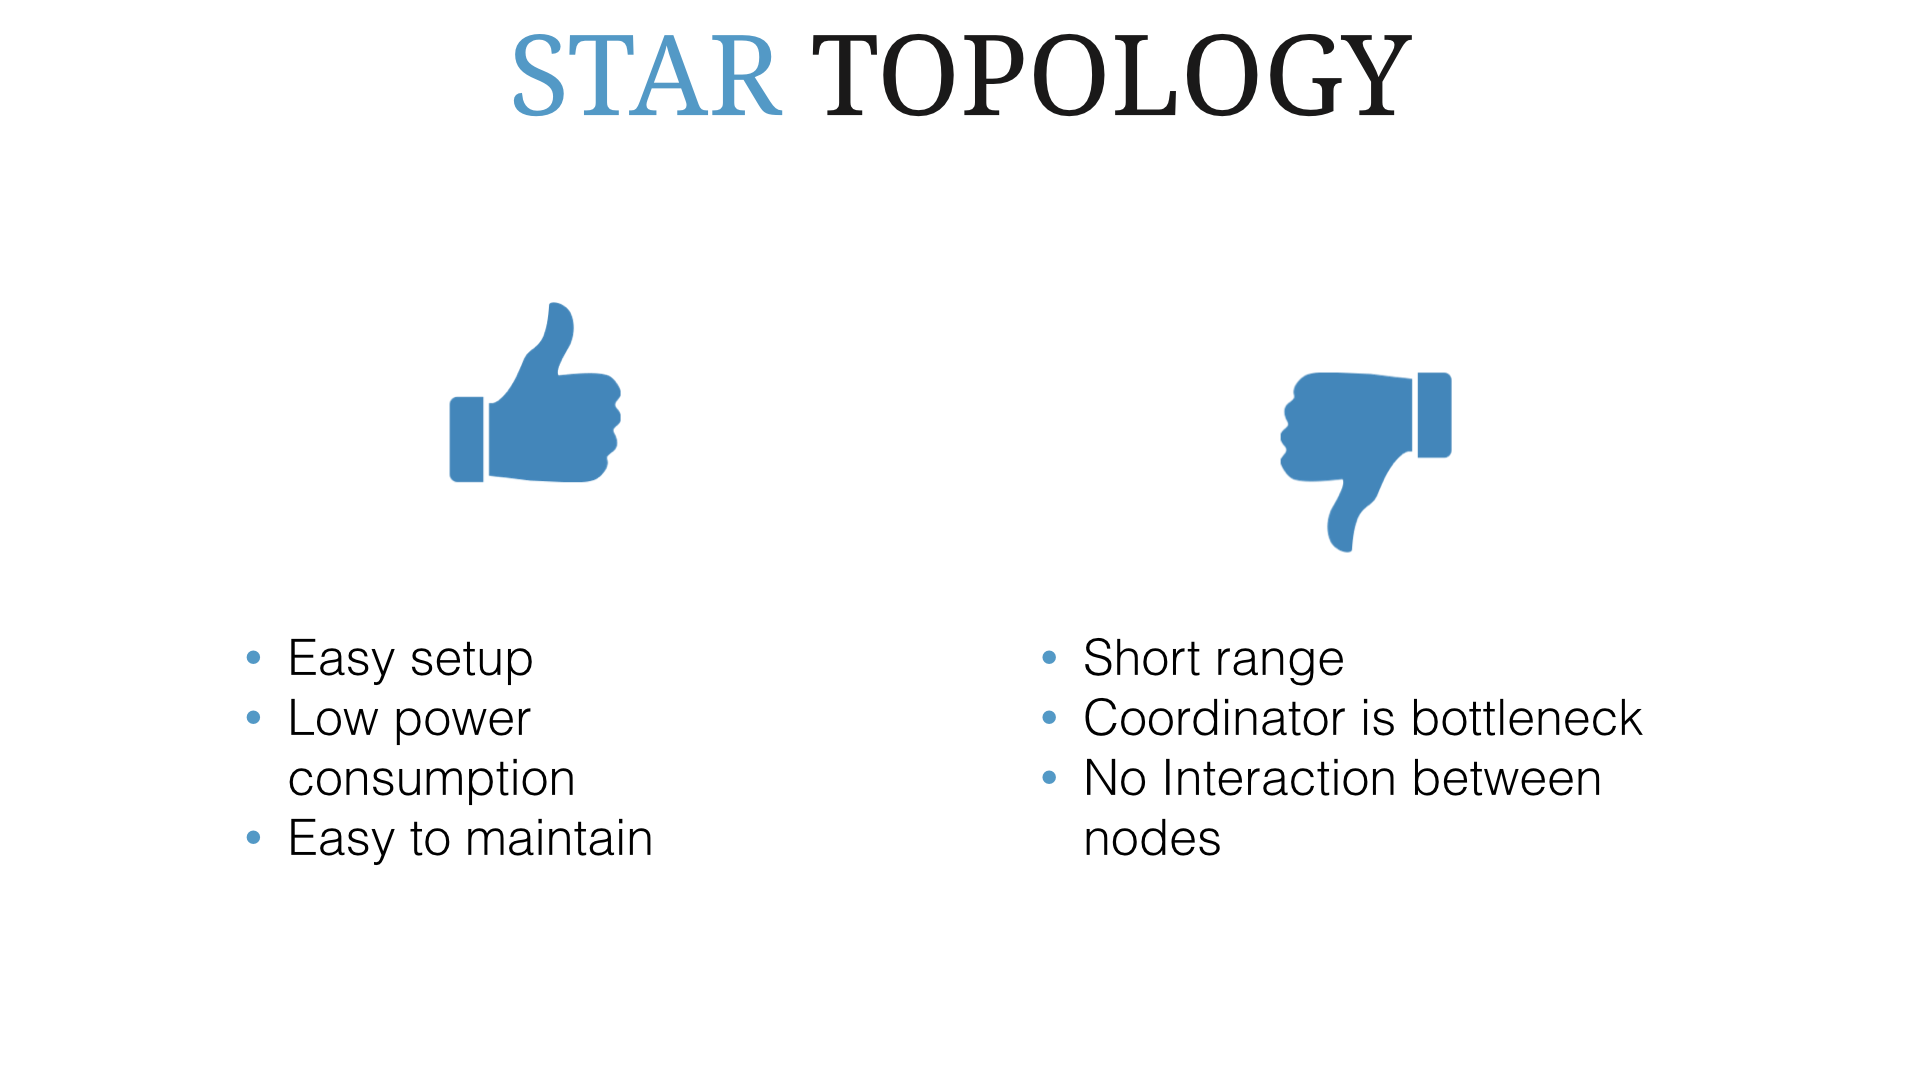 STAR TOPOLOGY
• Easy setup
• Low power
consumption
• Easy to maintain
• Short range
• Coordinator is bottleneck
• No Interaction between
nodes